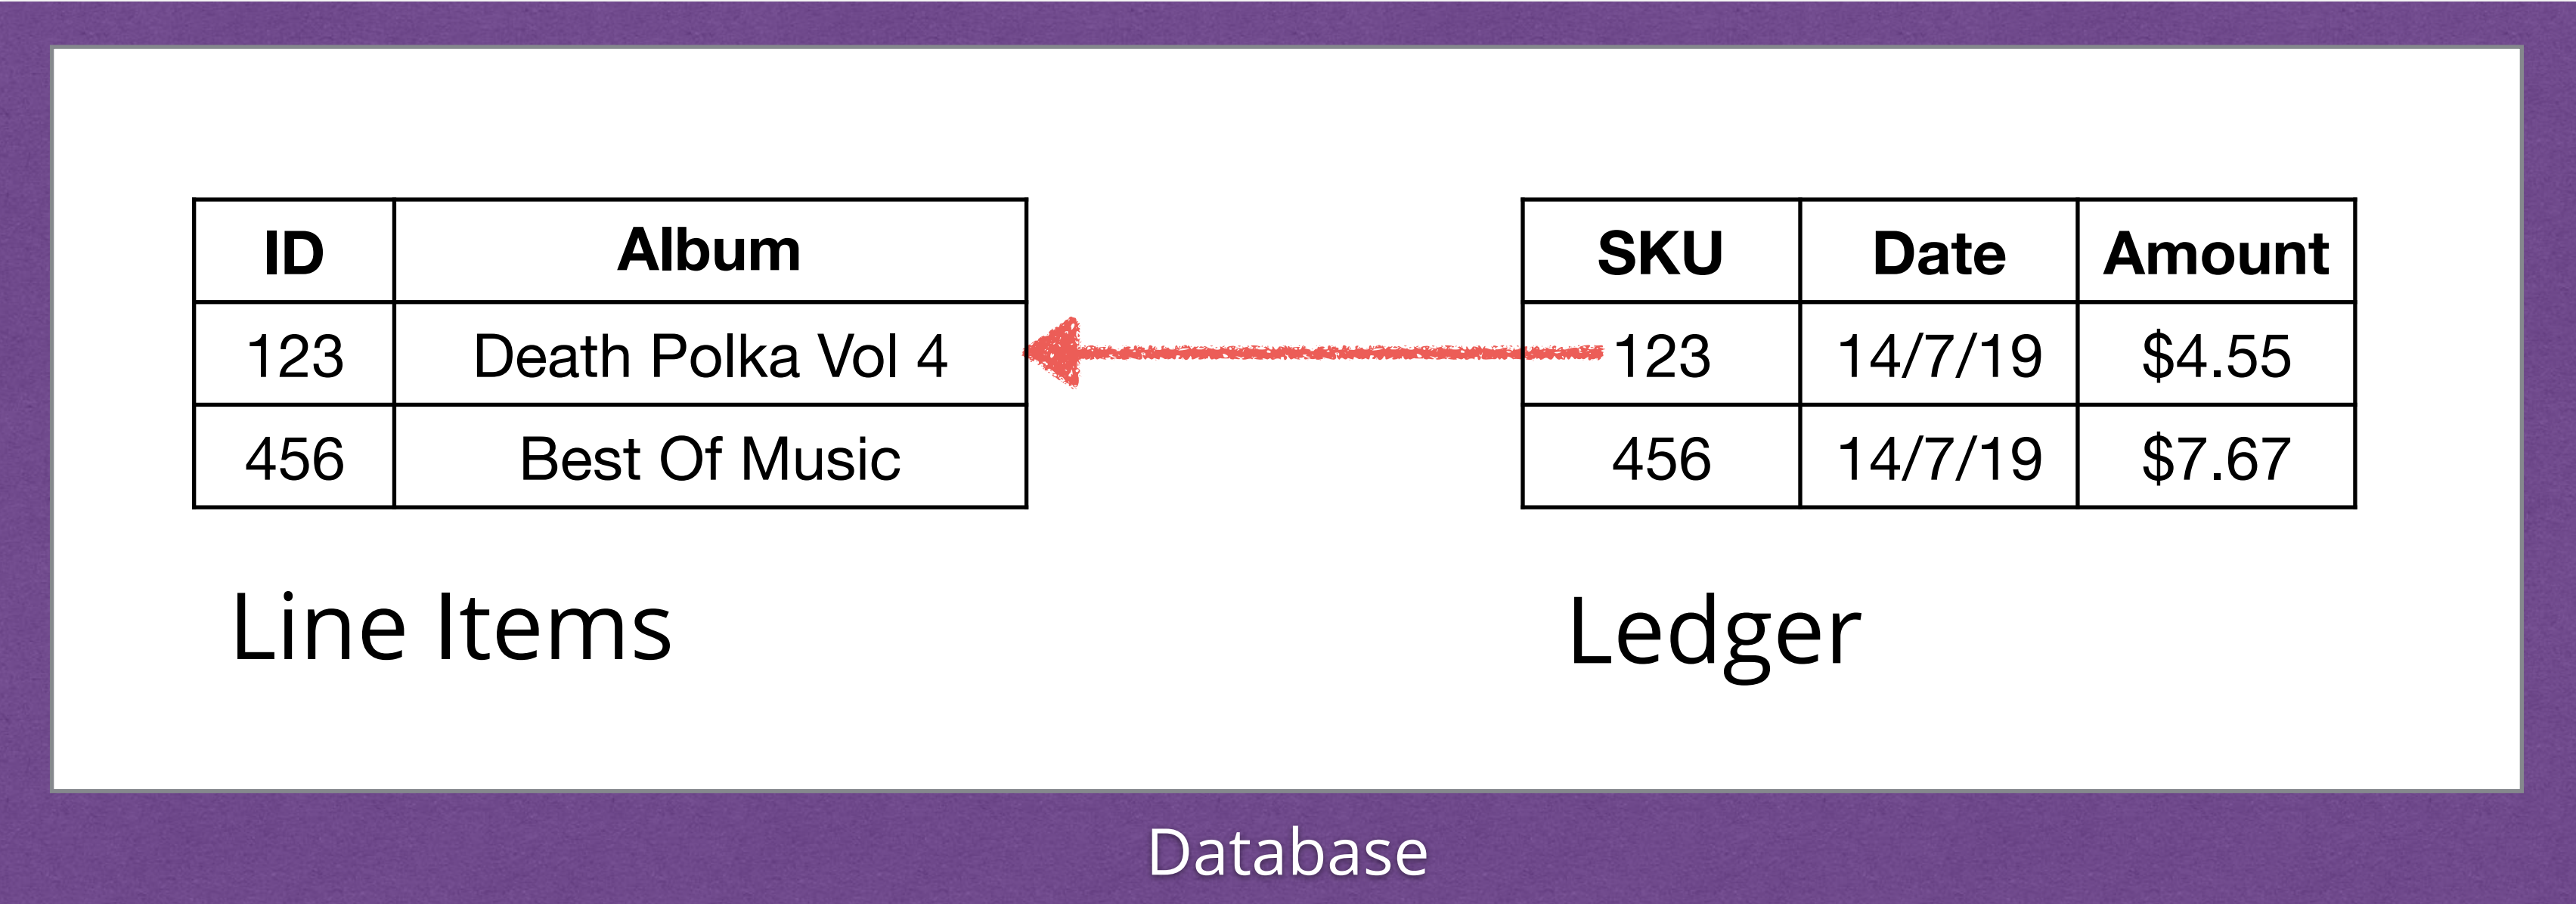 ID Album
123 Death Polka Vol 4
456 Best Of Music
Line Items
SKU Date Amount
123 14/7/19 $4.55
456 14/7/19 $7.67
Ledger
Database